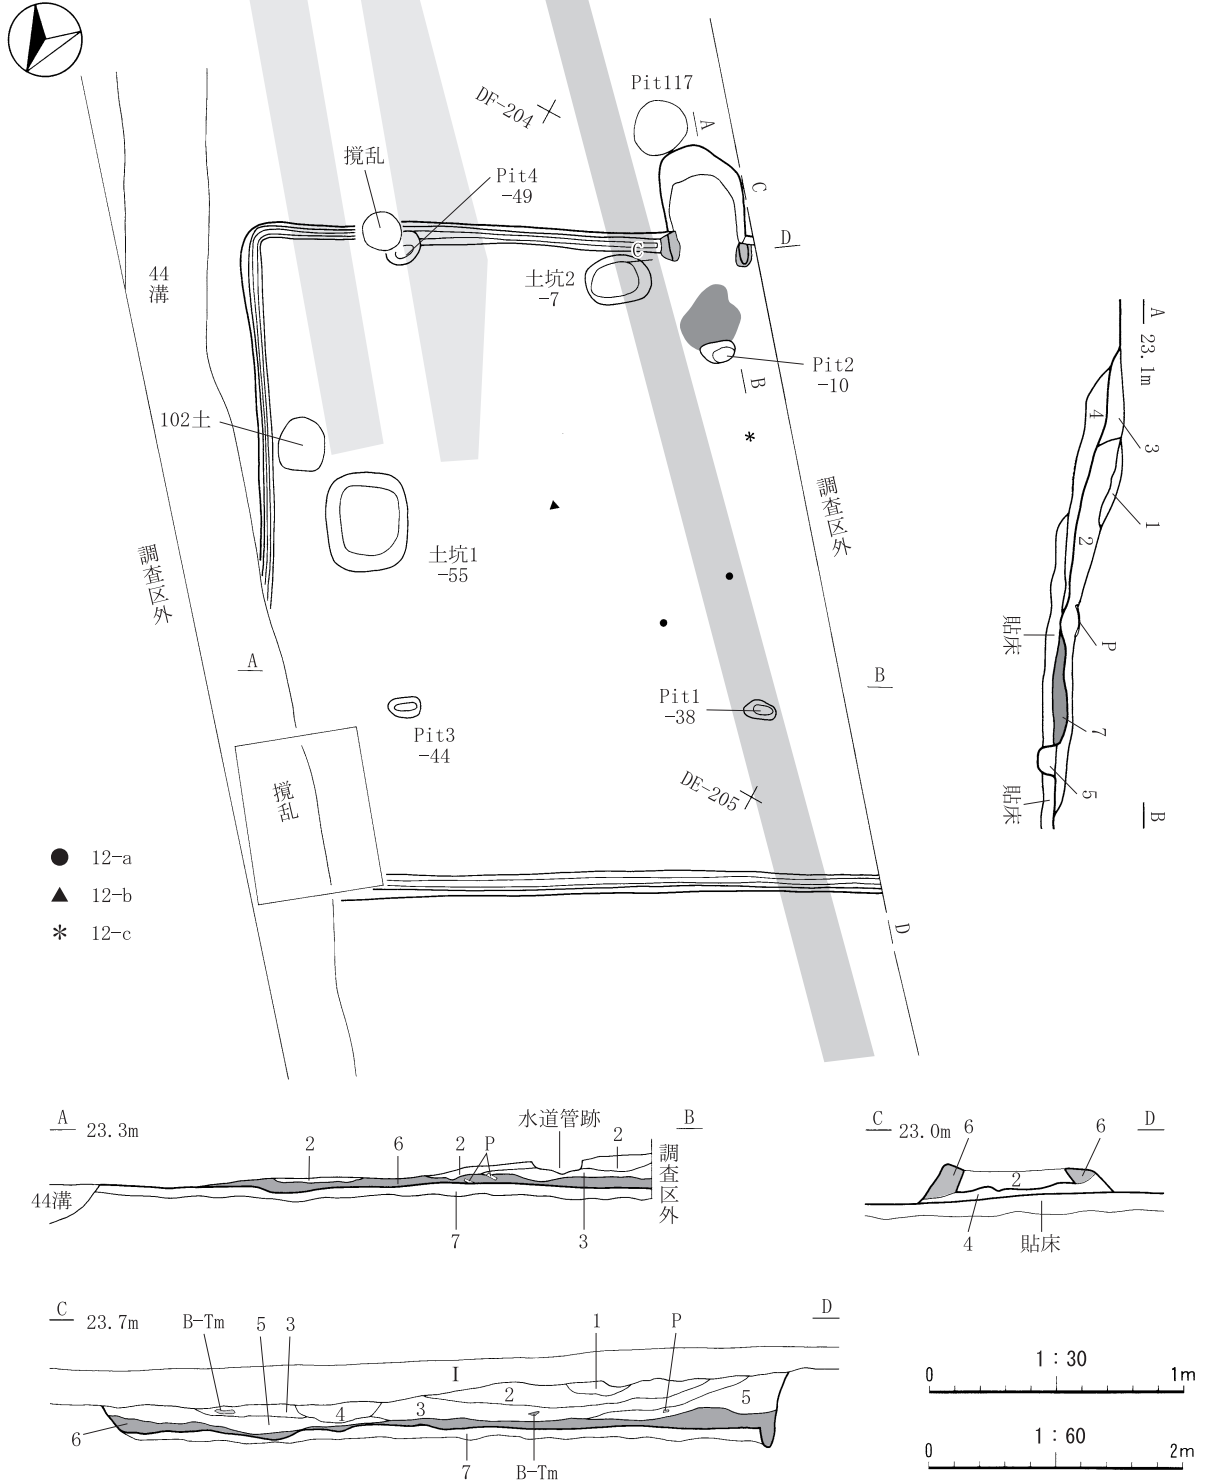 Pit117
DF-204
A
撹乱
Pit4
-49
C
D
C
44
溝
土坑2
-7
Pit2
-10
B
102土
調査区外
土坑1
-55
調査区外
A
B
Pit1
-38
Pit3
-44
DE-205
撹乱
D
12-a
12-b
12-c
A
23.1m
4
3
1
2
貼床
P
7
5
貼床
B
A 23.3m
水道管跡
B
2 6 2 P 2
調査区外
44溝
7 3
C 23.0m 6 6 D
2
4 貼床
C 23.7m B-Tm 5 3 1 P D
I
2 5
4 3
6
7 B-Tm
1：30
0 1m
1：60
0 2m